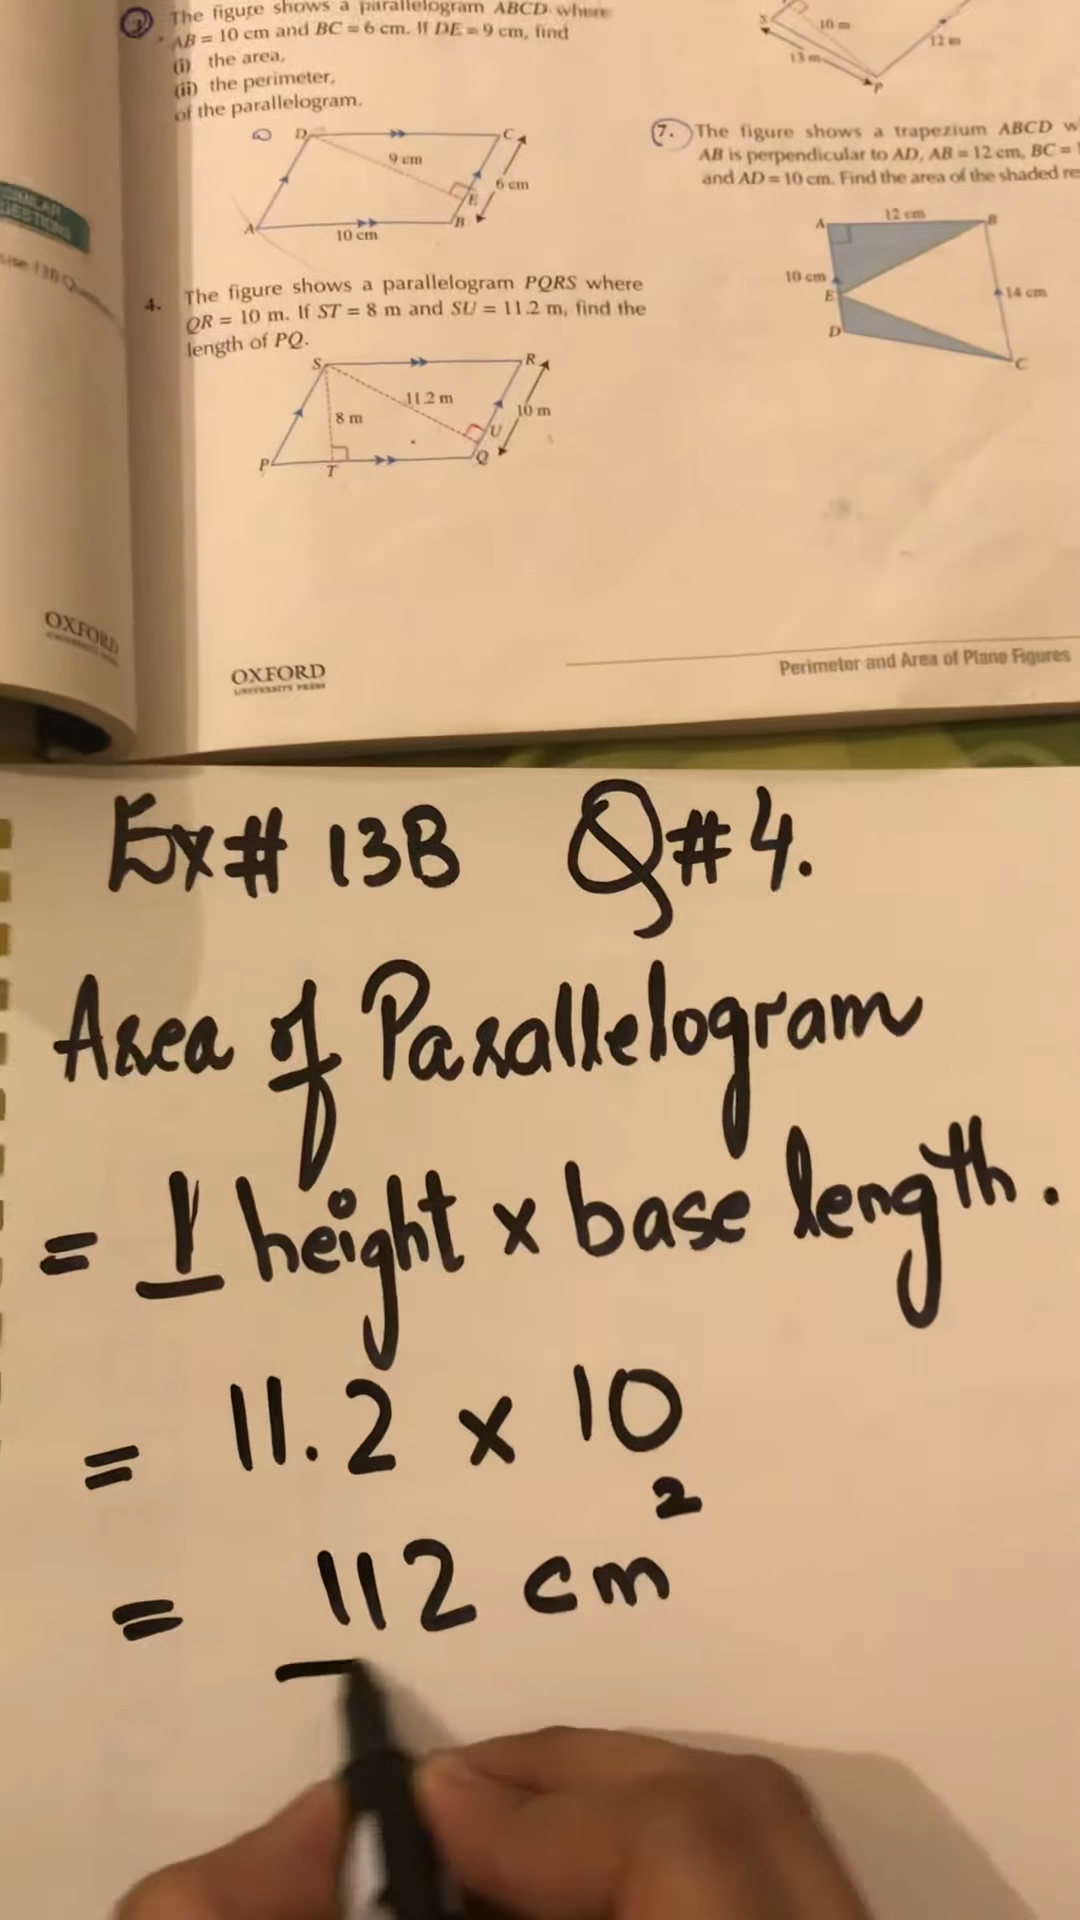 The figure shows a parallelogram ABCD where
AB = 10 cm and BC = 6 cm. If DE = 9 cm, find
(i) the area,
(ii) the perimeter,
of the parallelogram.
D
C
9 cm
E
6 cm
A
B
10 cm
4. The figure shows a parallelogram PQRS where
QR = 10 m. If ST = 8 m and SU = 11.2 m, find the
length of PQ.
S
R
11.2 m
8 m
10 m
U
P
T
Q
S
10 m
12 m
13 m
P
7. The figure shows a trapezium ABCD
AB is perpendicular to AD, AB = 12 cm, BC =
and AD = 10 cm. Find the area of the shaded
12 cm
A
B
10 cm
E
14 cm
D
C
SIMILAR
QUESTIONS
13B
OXFORD
OXFORD
UNIVERSITY PRESS
Perimeter and Area of Plane Figures
Ex# 13B Q#4.
Area of Parallelogram
= ⊥ height x base length.
= 11.2 x 10
= 112 cm²